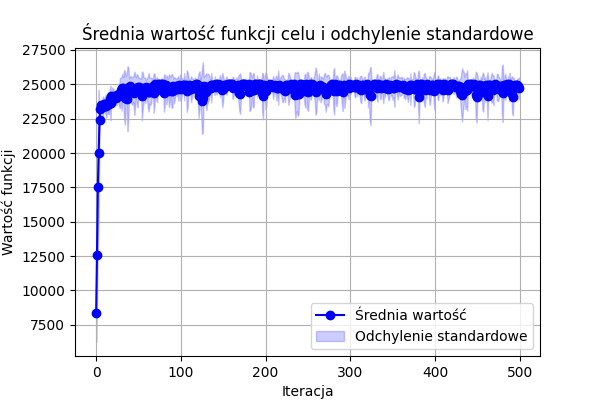 Średnia wartość funkcji celu i odchylenie standardowe
27500
25000
22500
20000
17500
15000
12500
10000
7500
Wartość funkcji
0 100 200 300 400 500
Iteracja
Średnia wartość
Odchylenie standardowe